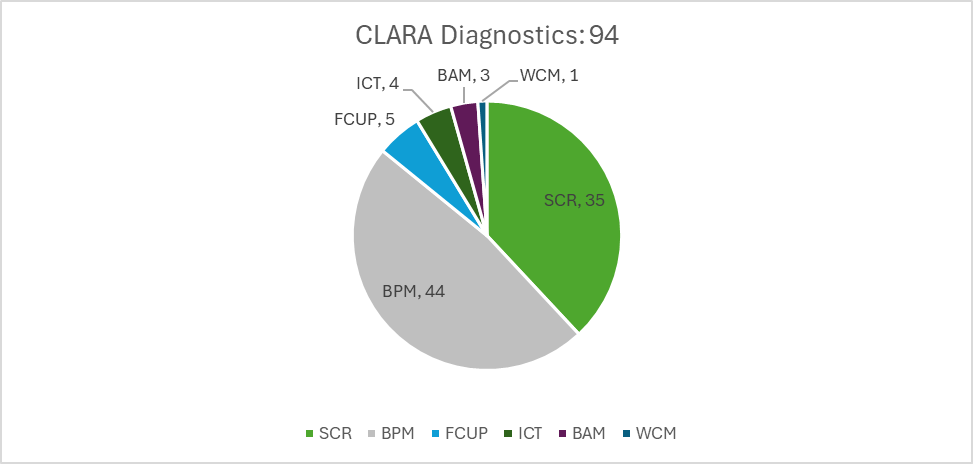 CLARA Diagnostics: 94
BAM, 3
WCM, 1
ICT, 4
FCUP, 5
SCR, 35
BPM, 44
SCR BPM FCUP ICT BAM WCM